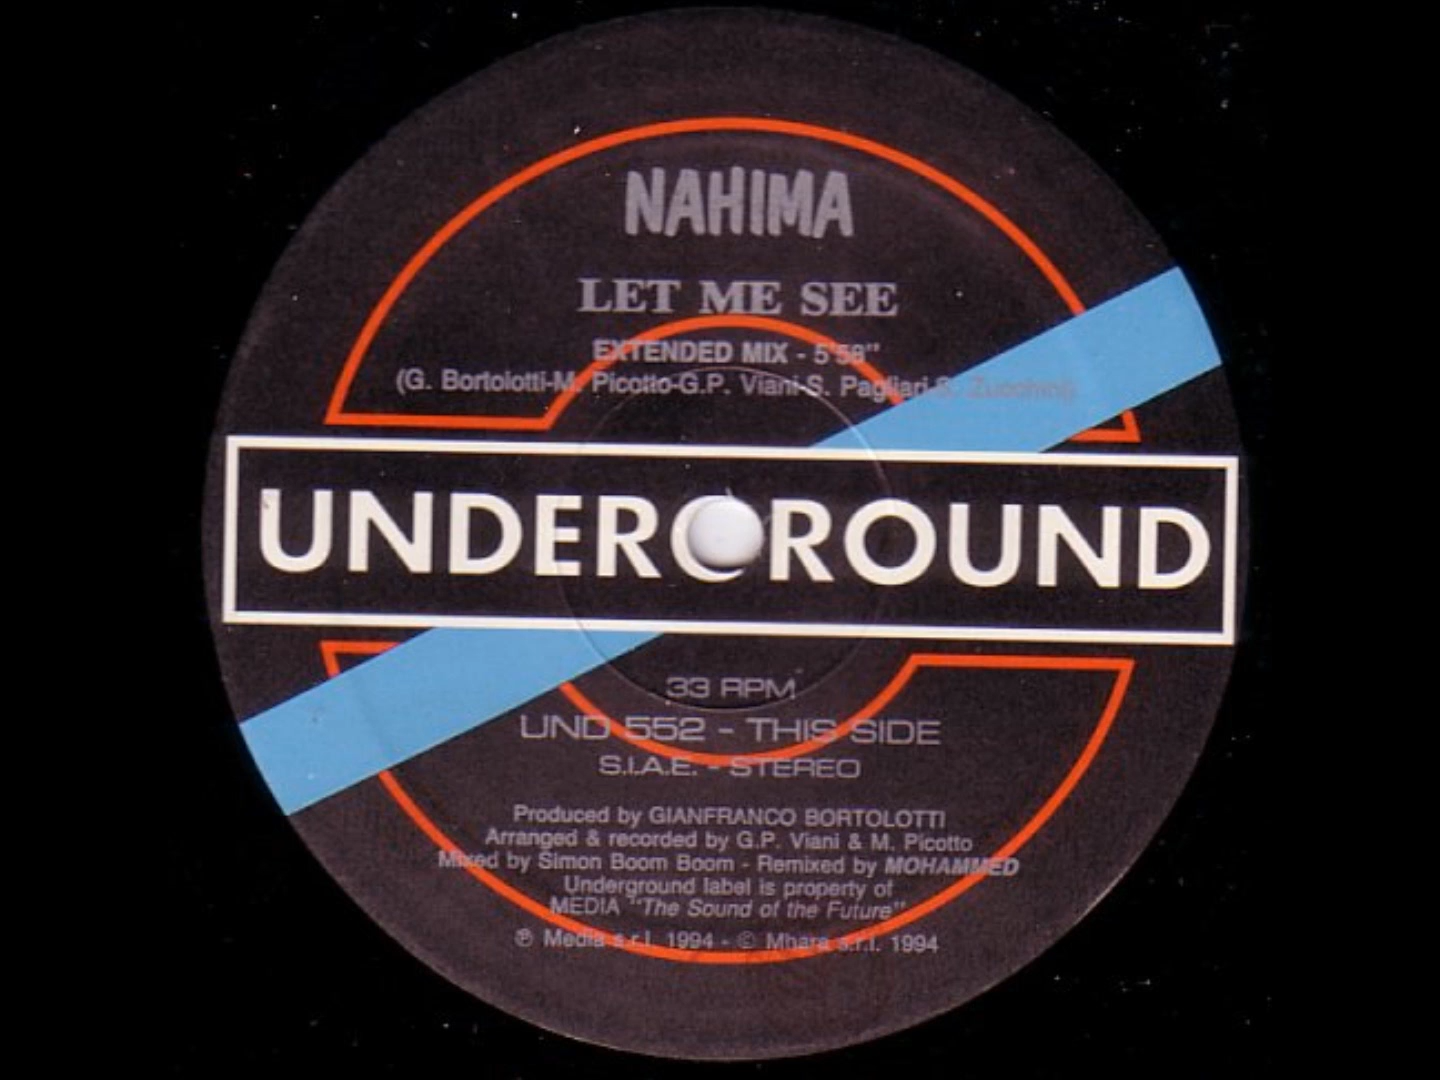 NAHIMA
LET ME SEE
EXTENDED MIX - 5'58"
(G. Bortolotti-M. Picotto-G.P. Viani-S. Pagliari-S. Zucchini)
UNDERGROUND
33 RPM
UND 552 - THIS SIDE
S.I.A.E. - STEREO
Produced by GIANFRANCO BORTOLOTTI
Arranged & recorded by G.P. Viani & M. Picotto
Mixed by Simon Boom Boom - Remixed by MOHAMMED
Underground label is property of
MEDIA "The Sound of the Future"
℗ Media s.r.l. 1994 - © Mhara s.r.l. 1994